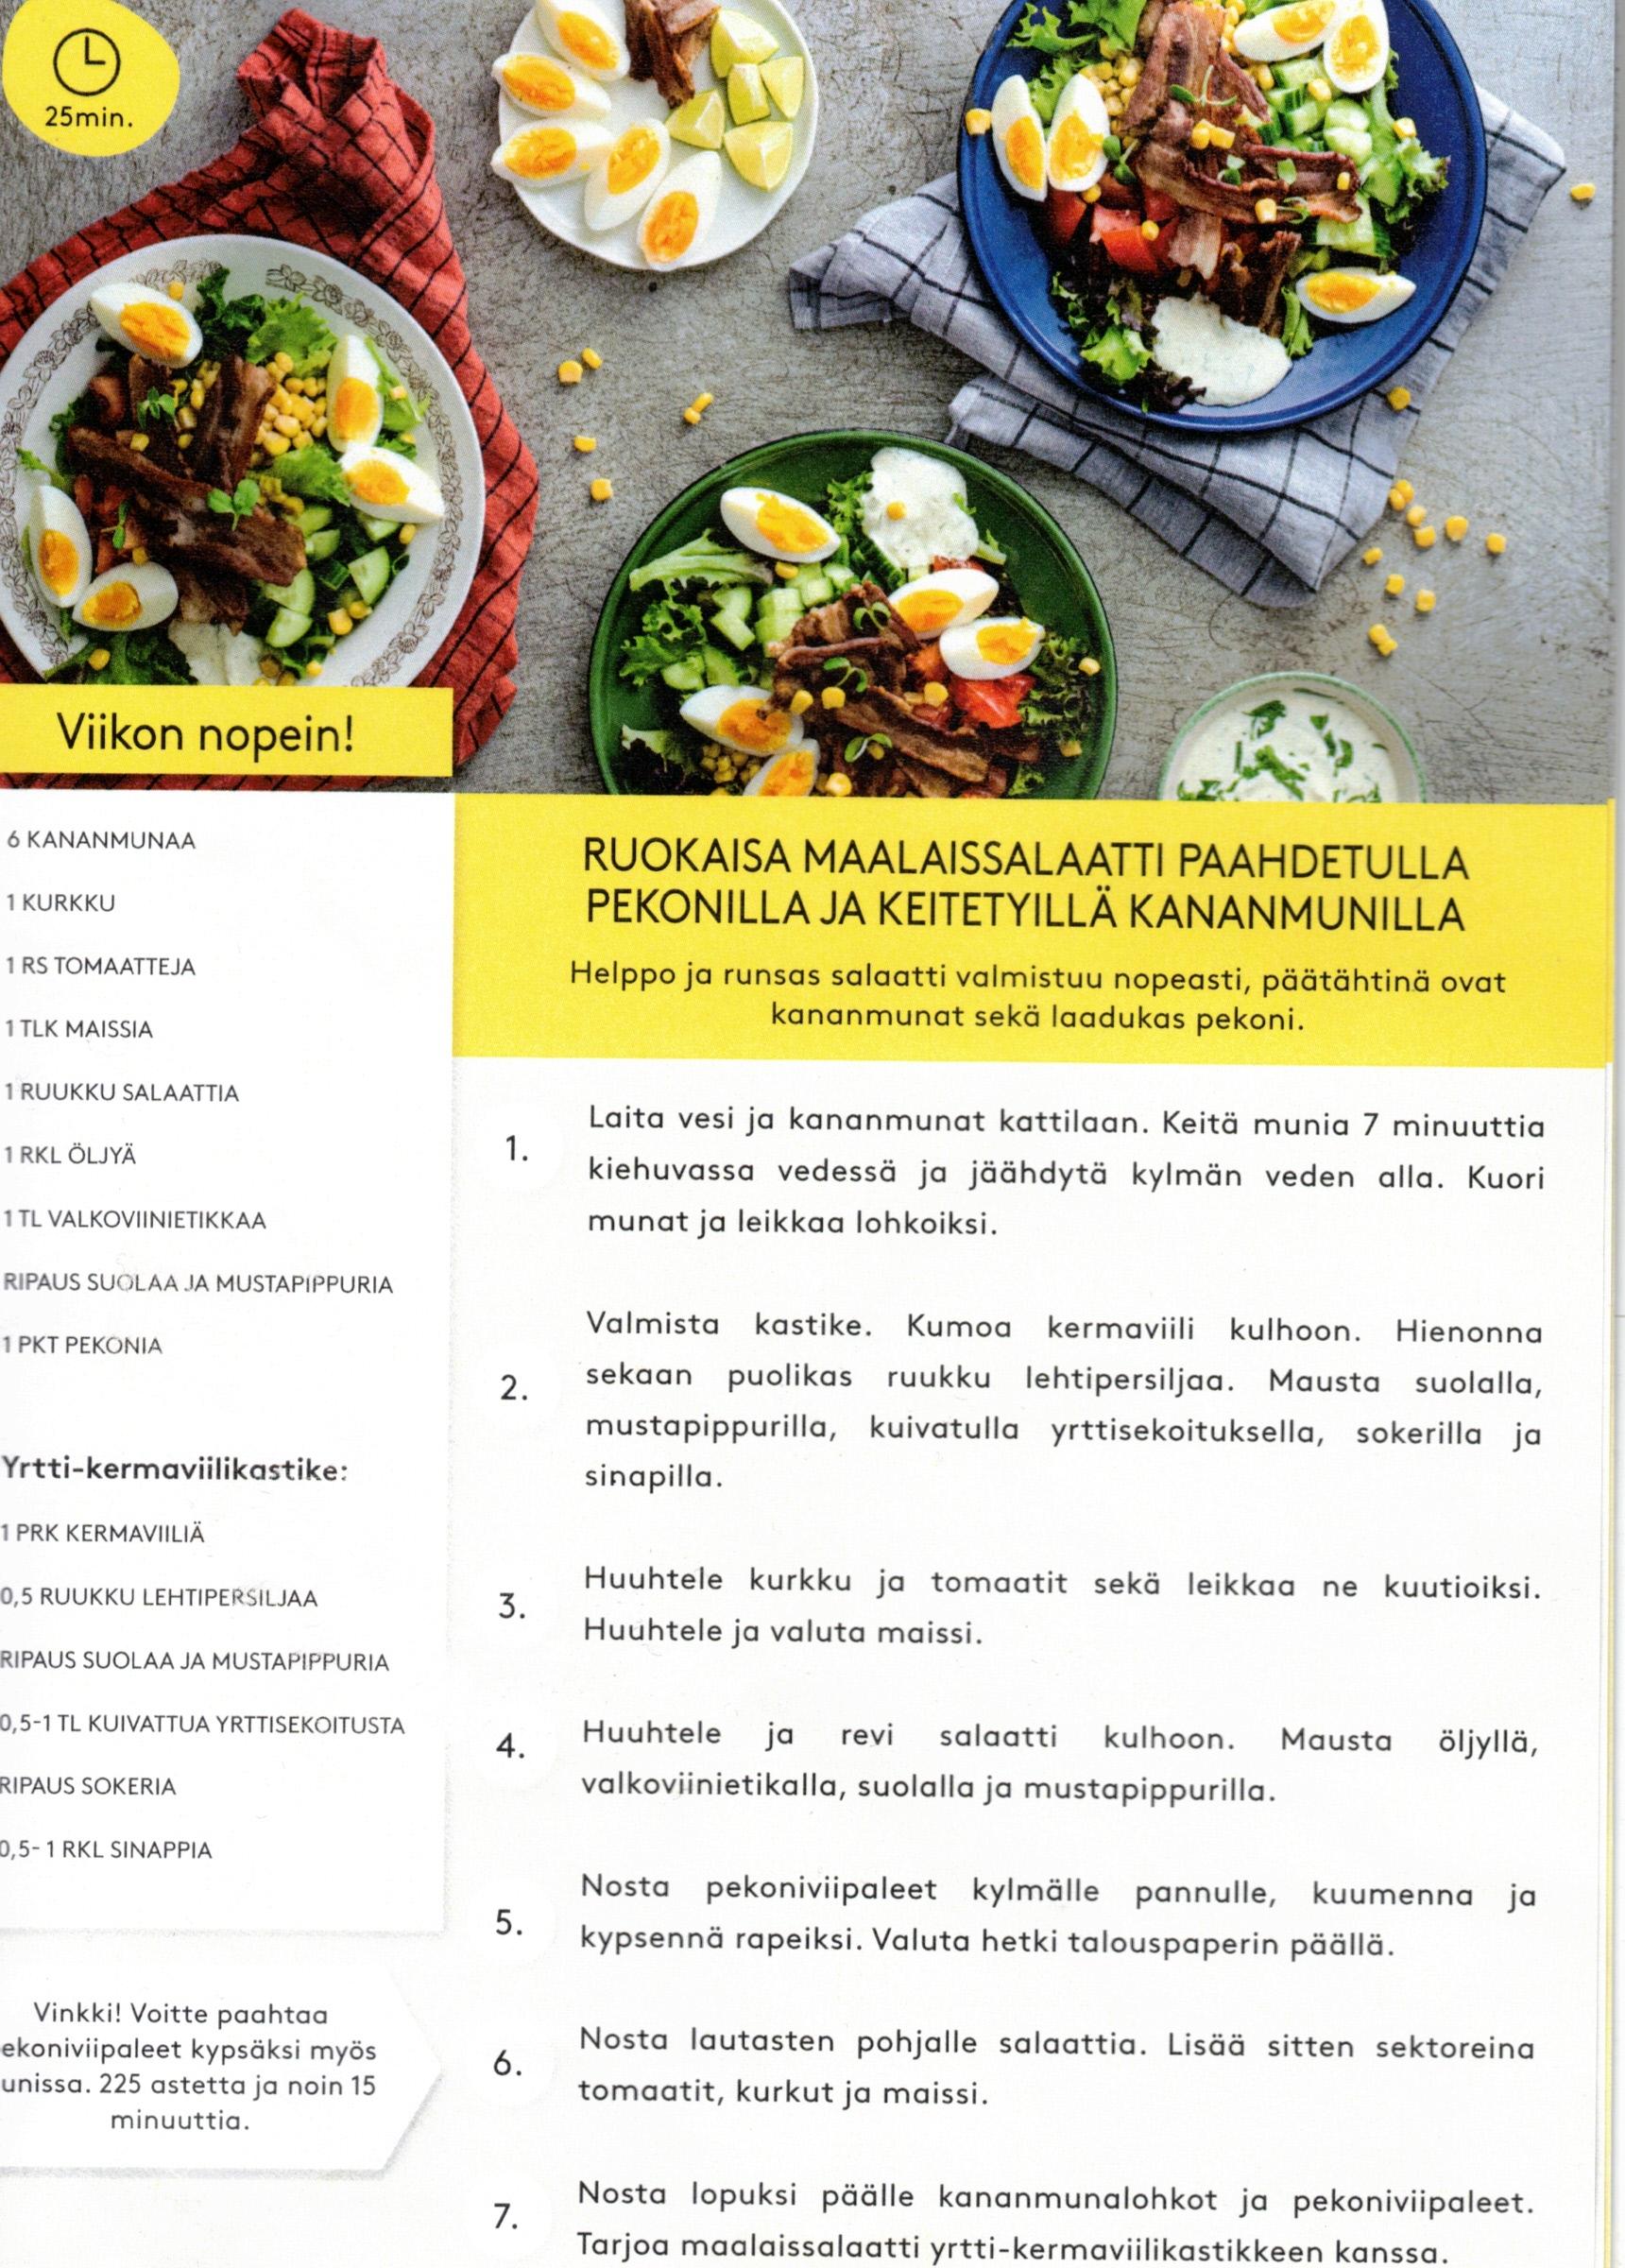 25min.
Viikon nopein!
6 KANANMUNAA
1 KURKKU
1 RS TOMAATTEJA
1 TLK MAISSIA
1 RUUKKU SALAATTIA
1 RKL ÖLJYÄ
1 TL VALKOVIINIETIKKAA
RIPAUS SUOLAA JA MUSTAPIPPURIA
1 PKT PEKONIA
Yrtti-kermaviilikastike:
1 PRK KERMAVIILIÄ
0,5 RUUKKU LEHTIPERSILJAA
RIPAUS SUOLAA JA MUSTAPIPPURIA
0,5-1 TL KUIVATTUA YRTTISEKOITUSTA
RIPAUS SOKERIA
0,5- 1 RKL SINAPPIA
Vinkki! Voitte paahtaa
ekoniviipaleet kypsäksi myös
unissa. 225 astetta ja noin 15
minuuttia.
RUOKAISA MAALAISSALAATTI PAAHDETULLA
PEKONILLA JA KEITETYILLÄ KANANMUNILLA
Helppo ja runsas salaatti valmistuu nopeasti, päätähtinä ovat
kananmunat sekä laadukas pekoni.
1. Laita vesi ja kananmunat kattilaan. Keitä munia 7 minuuttia
kiehuvassa vedessä ja jäähdytä kylmän veden alla. Kuori
munat ja leikkaa lohkoiksi.
2. Valmista kastike. Kumoa kermaviili kulhoon. Hienonna
sekaan puolikas ruukku lehtipersiljaa. Mausta suolalla,
mustapippurilla, kuivatulla yrttisekoituksella, sokerilla ja
sinapilla.
3. Huuhtele kurkku ja tomaatit sekä leikkaa ne kuutioiksi.
Huuhtele ja valuta maissi.
4. Huuhtele ja revi salaatti kulhoon. Mausta öljyllä,
valkoviinietikalla, suolalla ja mustapippurilla.
5. Nosta pekoniviipaleet kylmälle pannulle, kuumenna ja
kypsennä rapeiksi. Valuta hetki talouspaperin päällä.
6. Nosta lautasten pohjalle salaattia. Lisää sitten sektoreina
tomaatit, kurkut ja maissi.
7. Nosta lopuksi päälle kananmunalohkot ja pekoniviipaleet.
Tarjoa maalaissalaatti yrtti-kermaviilikastikkeen kanssa.